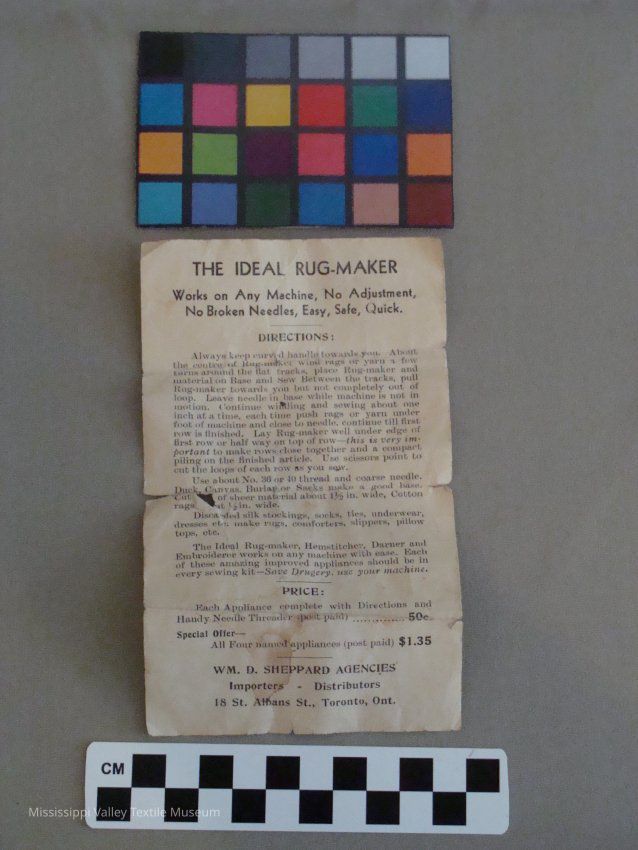 THE IDEAL RUG-MAKER
Works on Any Machine, No Adjustment,
No Broken Needles, Easy, Safe, Quick.
DIRECTIONS:
Always keep curved handle towards you. About
the centre of Rug-maker wind rags or yarn a few
turns around the flat tracks, place Rug-maker and
material on Base and Sew Between the tracks, pull
Rug-maker towards you but not completely out of
loop. Leave needle in base while machine is not in
motion. Continue winding and sewing about one
inch at a time, each time push rags or yarn under
foot of machine and close to needle, continue till first
row is finished. Lay Rug-maker well under edge of
first row or half way on top of row—this is very im-
portant to make rows close together and a compact
piling on the finished article. Use scissors point to
cut the loops of each row as you sew.
Use about No. 36 or 40 thread and coarse needle.
Duck, Canvas, Burlap or Sacks make a good base.
Cut of sheer material about 1½ in. wide, Cotton
rags, ½ in. wide.
Discarded silk stockings, socks, ties, underwear,
dresses etc. make rugs, comforters, slippers, pillow
tops, etc.
The Ideal Rug-maker, Hemstitcher, Darner and
Embroiderer works on any machine with ease. Each
of these amazing improved appliances should be in
every sewing kit—Save Drugery, use your machine.
PRICE:
Each Appliance complete with Directions and
Handy Needle Threader (post paid) .............. 50c
Special Offer—
All Four named appliances (post paid) $1.35
WM. D. SHEPPARD AGENCIES
Importers - Distributors
18 St. Albans St., Toronto, Ont.
CM
Mississippi Valley Textile Museum